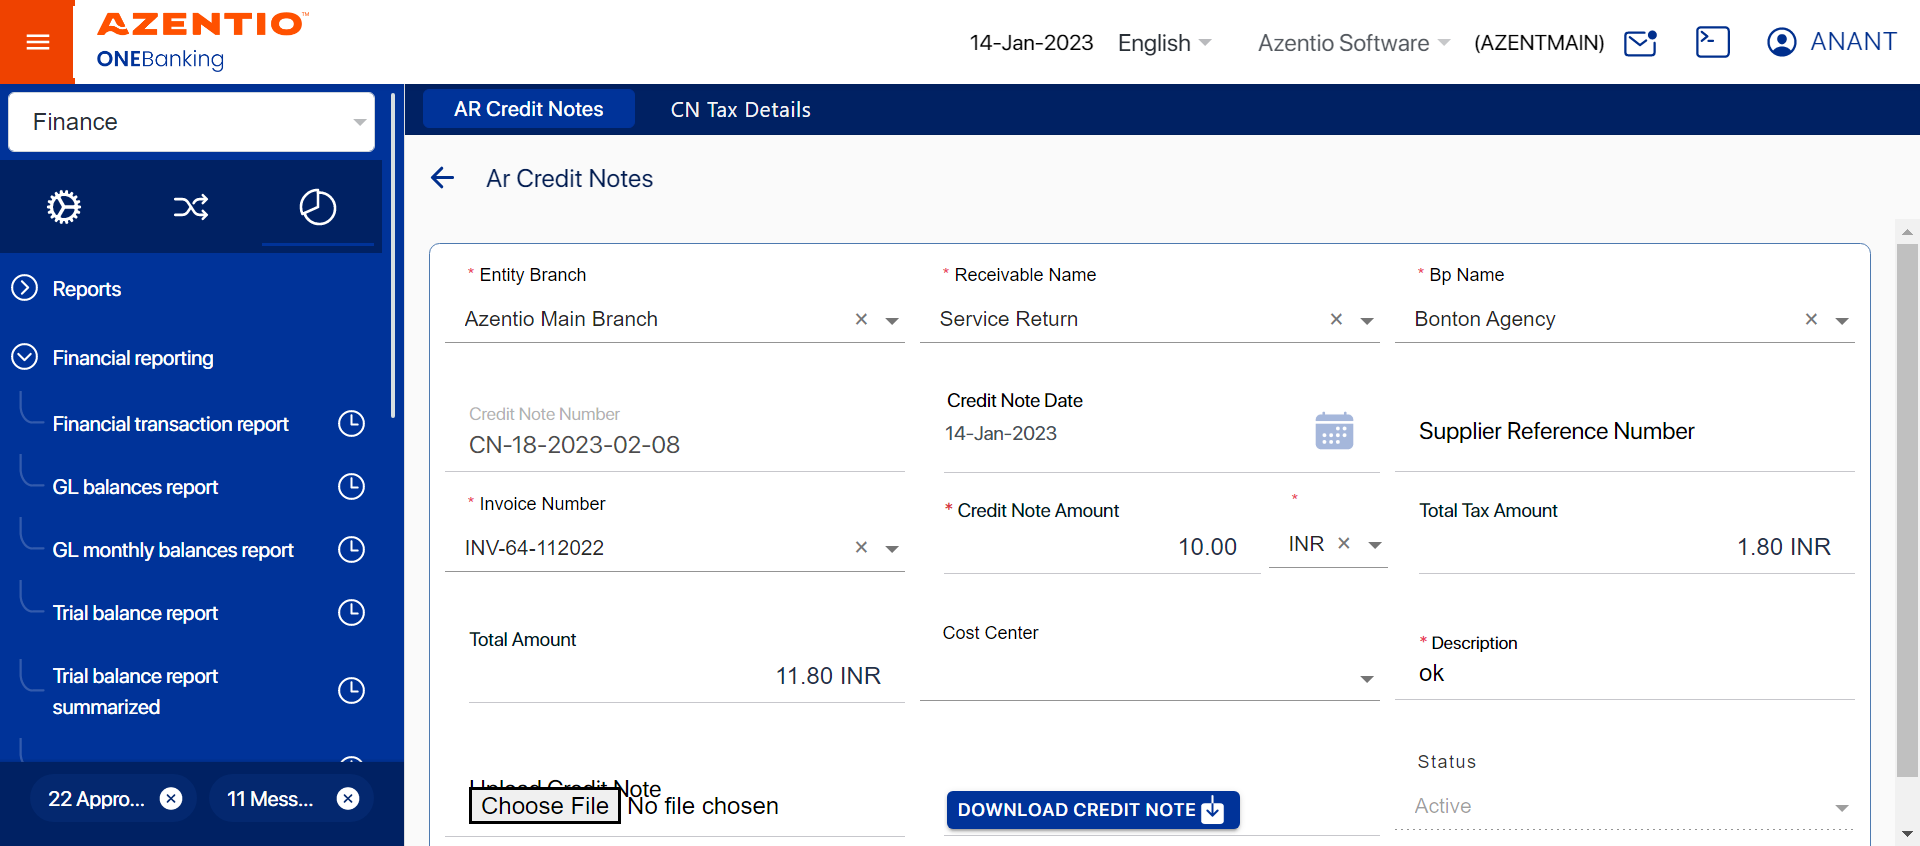 AZENTIO™
ONEBanking
14-Jan-2023
English
Azentio Software
(AZENTMAIN)
ANANT
Finance
AR Credit Notes
CN Tax Details
Ar Credit Notes
Reports
Financial reporting
Financial transaction report
GL balances report
GL monthly balances report
Trial balance report
Trial balance report
summarized
22 Appro...
11 Mess...
* Entity Branch
Azentio Main Branch
* Receivable Name
Service Return
* Bp Name
Bonton Agency
Credit Note Number
CN-18-2023-02-08
Credit Note Date
14-Jan-2023
Supplier Reference Number
* Invoice Number
INV-64-112022
* Credit Note Amount
10.00
*
INR
Total Tax Amount
1.80 INR
Total Amount
11.80 INR
Cost Center
* Description
ok
Upload Credit Note
Choose File No file chosen
DOWNLOAD CREDIT NOTE
Status
Active